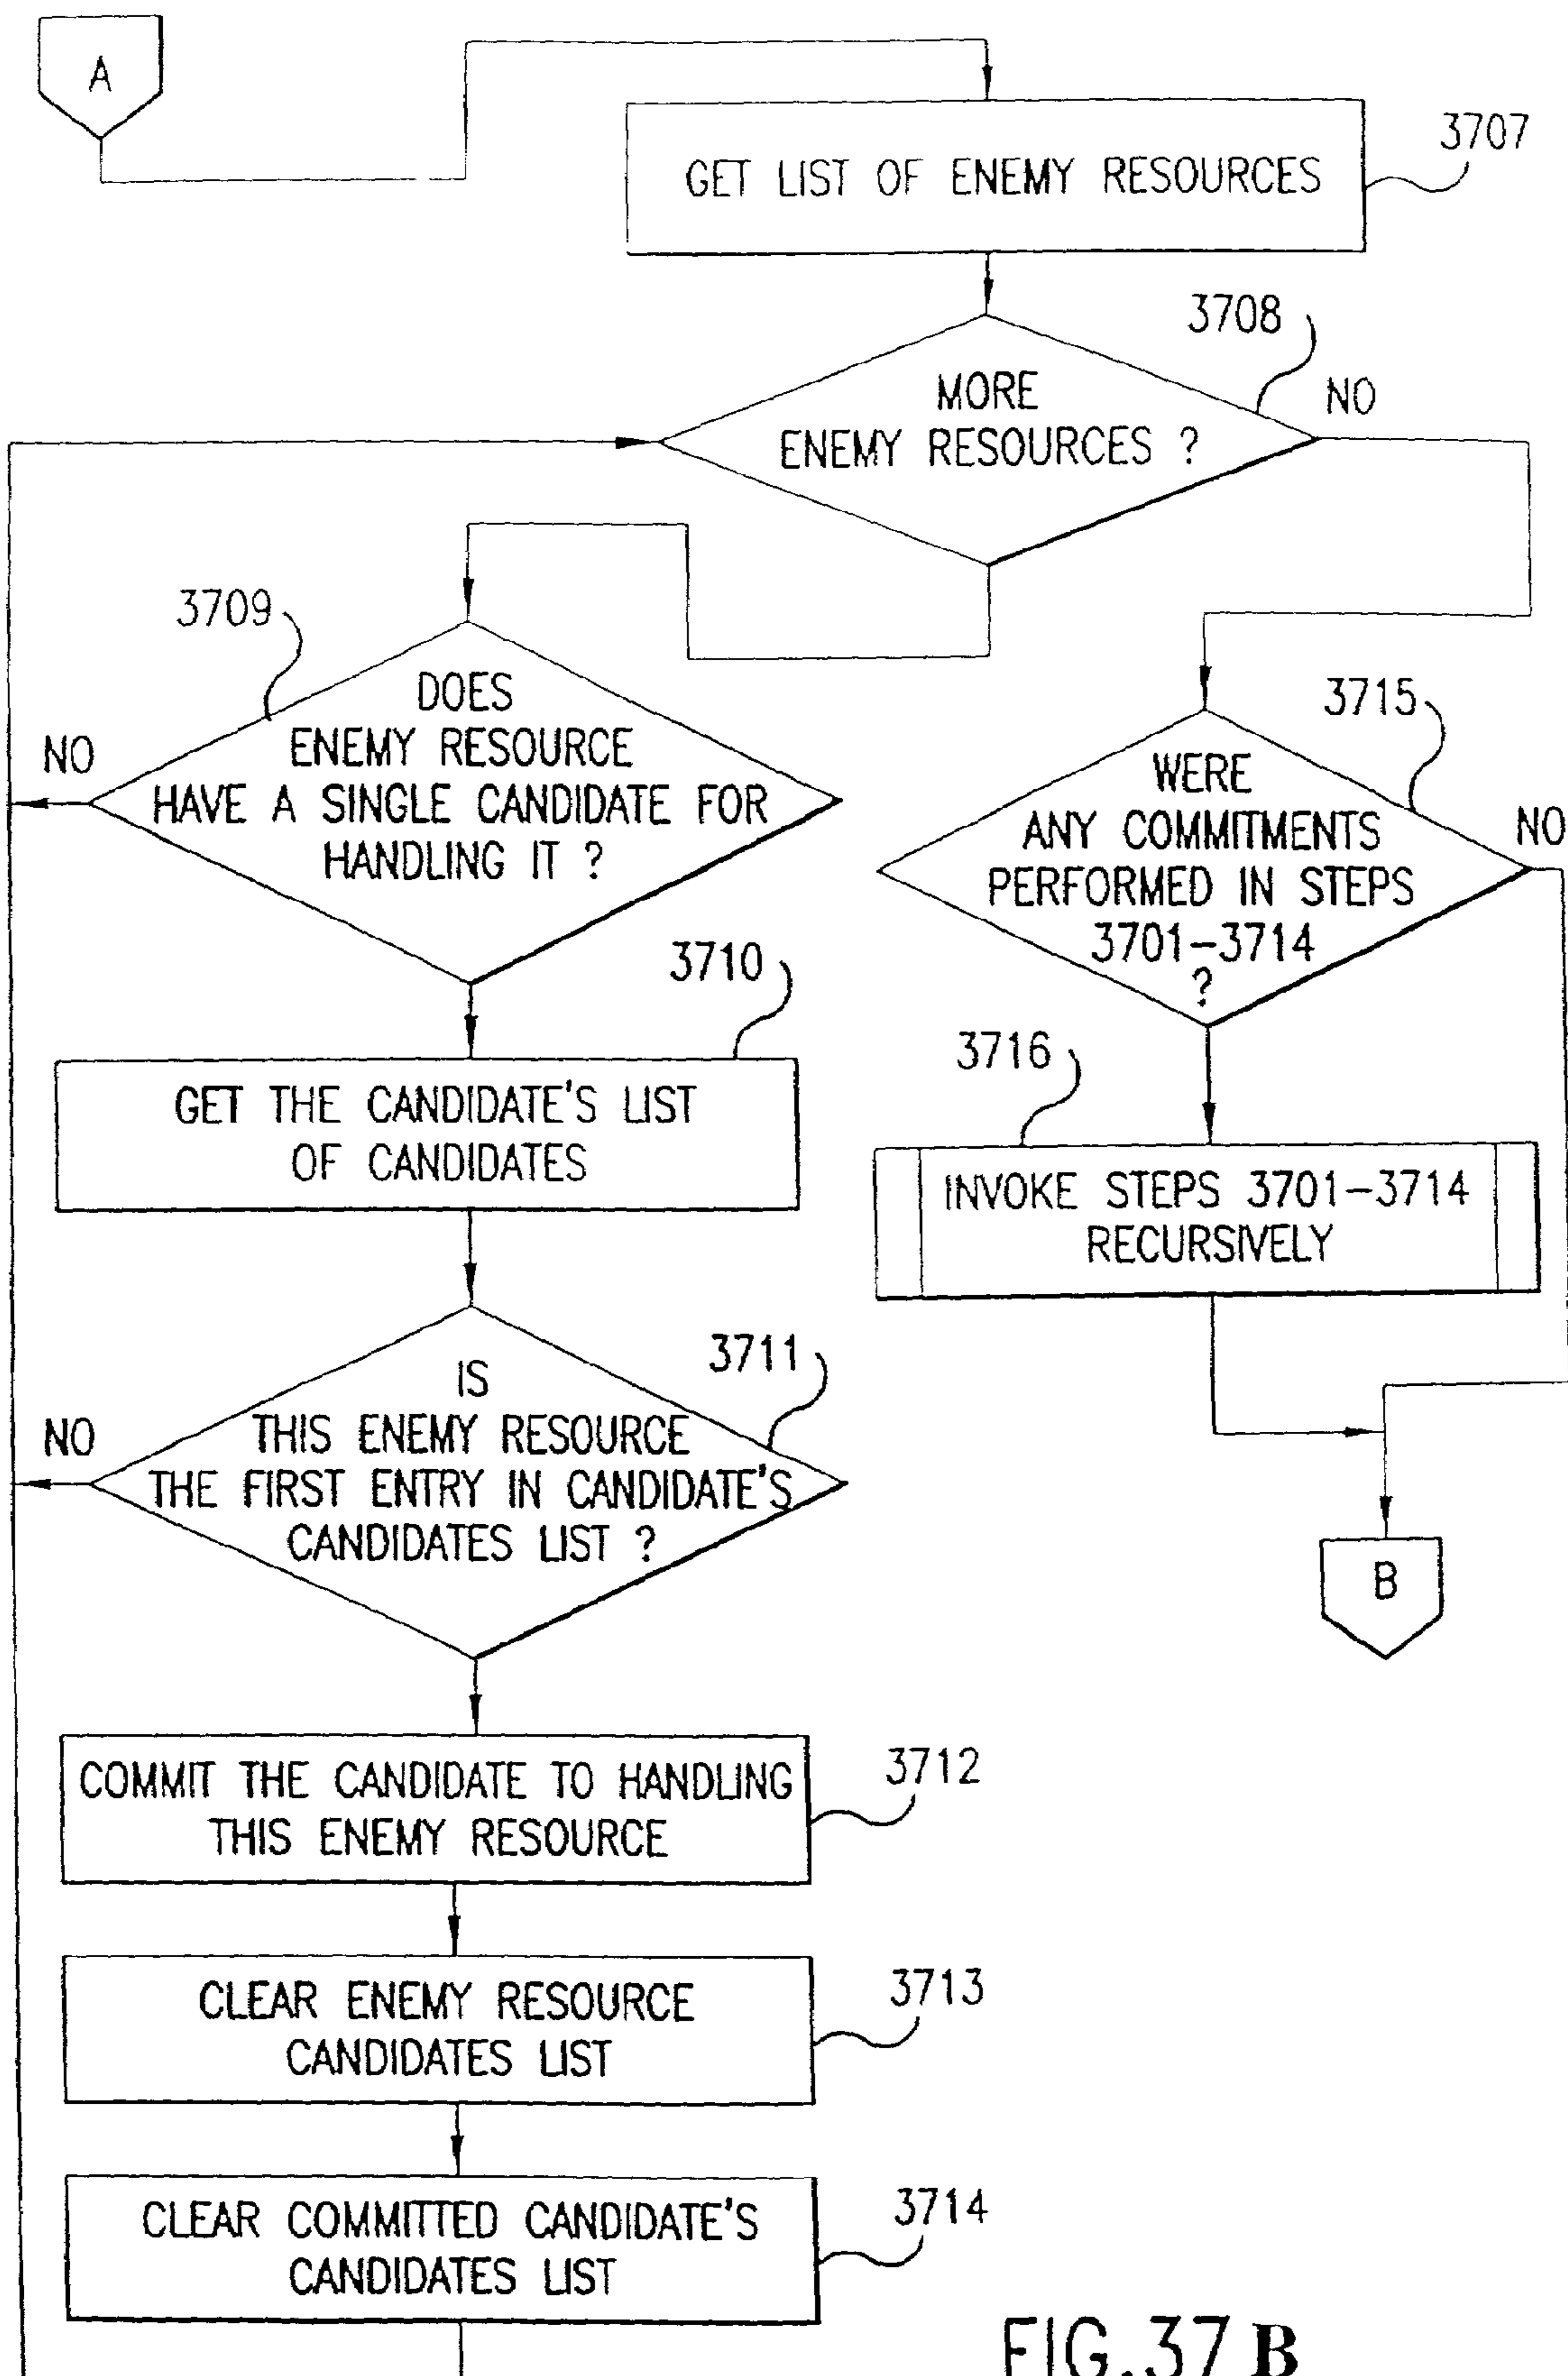 A
GET LIST OF ENEMY RESOURCES
3707
3708
MORE
ENEMY RESOURCES ?
NO
3709
DOES
ENEMY RESOURCE
HAVE A SINGLE CANDIDATE FOR
HANDLING IT ?
NO
3710
GET THE CANDIDATE'S LIST
OF CANDIDATES
3711
IS
THIS ENEMY RESOURCE
THE FIRST ENTRY IN CANDIDATE'S
CANDIDATES LIST ?
NO
COMMIT THE CANDIDATE TO HANDLING
THIS ENEMY RESOURCE
3712
CLEAR ENEMY RESOURCE
CANDIDATES LIST
3713
CLEAR COMMITTED CANDIDATE'S
CANDIDATES LIST
3714
3715
WERE
ANY COMMITMENTS
PERFORMED IN STEPS
3701-3714
?
NO
3716
INVOKE STEPS 3701-3714
RECURSIVELY
B
FIG.37 B